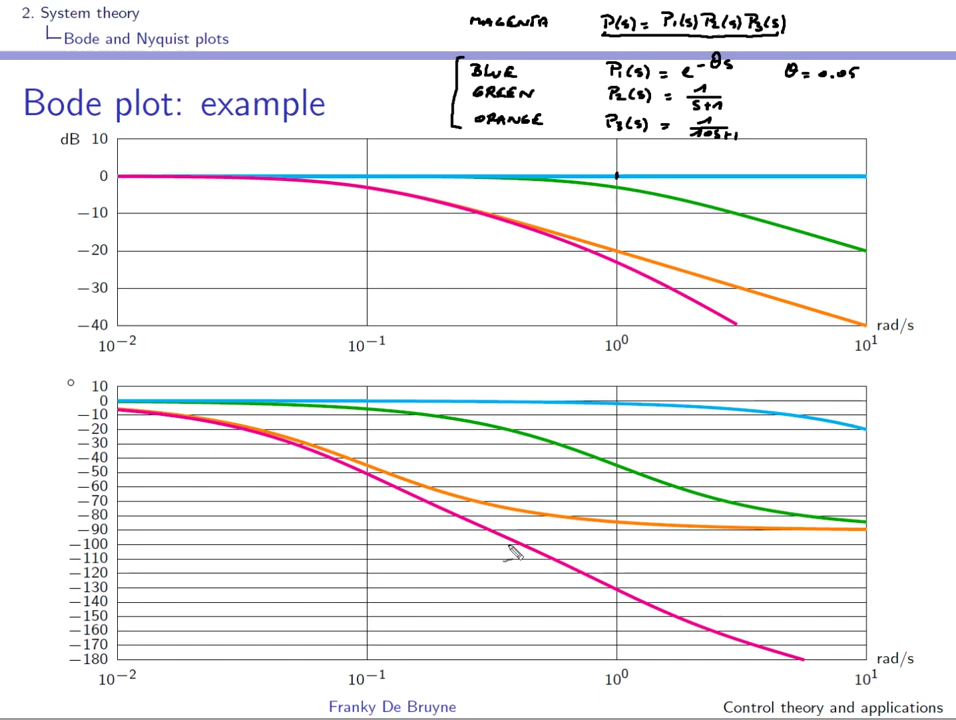 2. System theory
Bode and Nyquist plots
MAGENTA P(s) = P1(s) P2(s) P3(s)
BLUE P1(s) = e^-θs θ = 0.05
GREEN P2(s) = 1/s+1
ORANGE P3(s) = 1/10s+1
Bode plot: example
dB 10
0
−10
−20
−30
−40
rad/s
10^−2 10^−1 10^0 10^1
° 10
0
−10
−20
−30
−40
−50
−60
−70
−80
−90
−100
−110
−120
−130
−140
−150
−160
−170
−180
rad/s
10^−2 10^−1 10^0 10^1
Franky De Bruyne Control theory and applications